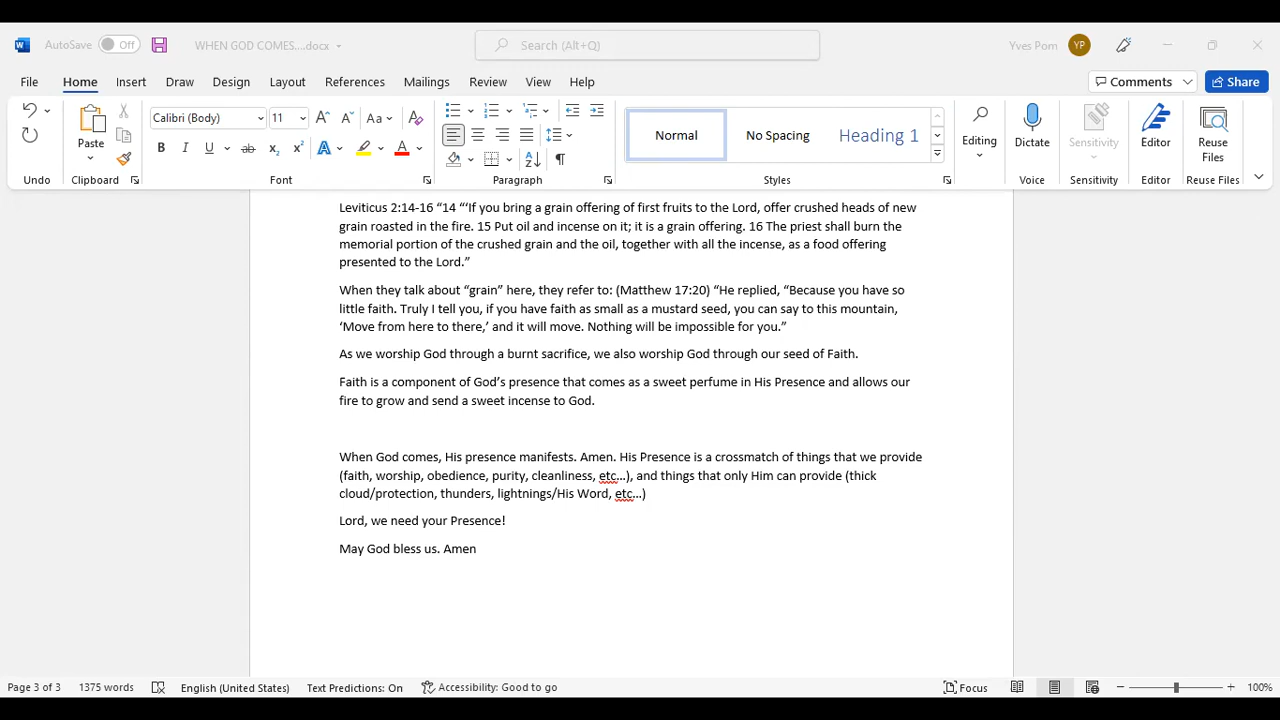 AutoSave Off WHEN GOD COMES....docx Search (Alt+Q) Yves Pom YP
File Home Insert Draw Design Layout References Mailings Review View Help Comments Share
Calibri (Body) 11 Aa
Paste Normal No Spacing Heading 1 Editing Dictate Sensitivity Editor Reuse Files
B I U ab x₂ x² A A
Undo Clipboard Font Paragraph Styles Voice Sensitivity Editor Reuse Files
Leviticus 2:14-16 “14 “‘If you bring a grain offering of first fruits to the Lord, offer crushed heads of new
grain roasted in the fire. 15 Put oil and incense on it; it is a grain offering. 16 The priest shall burn the
memorial portion of the crushed grain and the oil, together with all the incense, as a food offering
presented to the Lord.”
When they talk about “grain” here, they refer to: (Matthew 17:20) “He replied, “Because you have so
little faith. Truly I tell you, if you have faith as small as a mustard seed, you can say to this mountain,
‘Move from here to there,’ and it will move. Nothing will be impossible for you.”
As we worship God through a burnt sacrifice, we also worship God through our seed of Faith.
Faith is a component of God’s presence that comes as a sweet perfume in His Presence and allows our
fire to grow and send a sweet incense to God.
When God comes, His presence manifests. Amen. His Presence is a crossmatch of things that we provide
(faith, worship, obedience, purity, cleanliness, etc…), and things that only Him can provide (thick
cloud/protection, thunders, lightnings/His Word, etc…)
Lord, we need your Presence!
May God bless us. Amen
Page 3 of 3 1375 words English (United States) Text Predictions: On Accessibility: Good to go Focus 100%